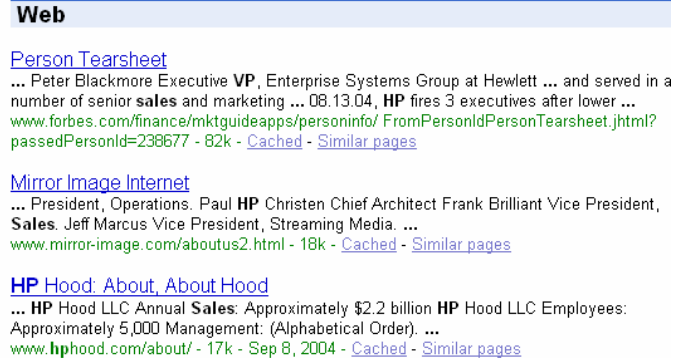 Web
Person Tearsheet
... Peter Blackmore Executive VP, Enterprise Systems Group at Hewlett ... and served in a
number of senior sales and marketing ... 08.13.04, HP fires 3 executives after lower ...
www.forbes.com/finance/mktguideapps/personinfo/ FromPersonIdPersonTearsheet.jhtml?
passedPersonId=238677 - 82k - Cached - Similar pages
Mirror Image Internet
... President, Operations. Paul HP Christen Chief Architect Frank Brilliant Vice President,
Sales. Jeff Marcus Vice President, Streaming Media. ...
www.mirror-image.com/aboutus2.html - 18k - Cached - Similar pages
HP Hood: About, About Hood
... HP Hood LLC Annual Sales: Approximately $2.2 billion HP Hood LLC Employees:
Approximately 5,000 Management: (Alphabetical Order). ...
www.hphood.com/about/ - 17k - Sep 8, 2004 - Cached - Similar pages